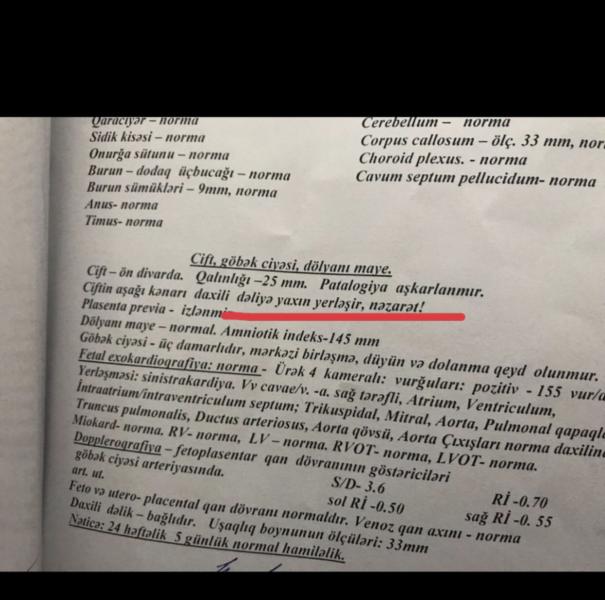 Qaraciyər – norma
Sidik kisəsi – norma
Onurğa sütunu – norma
Burun – dodaq üçbucağı – norma
Burun sümükləri – 9mm, norma
Anus- norma
Timus- norma
Cerebellum – norma
Corpus callosum – ölç. 33 mm,
Choroid plexus. - norma
Cavum septum pellucidum- norma
Cift, göbək ciyəsi, dölyanı maye.
Cift – ön divarda. Qalınlığı –25 mm. Patalogiya aşkarlanmır.
Ciftin aşağı kənarı daxili dəliyə yaxın yerləşir, nəzarət!
Plasenta previa -
Dölyanı maye – normal. Amniotik indeks-145 mm
Göbək ciyəsi - üç damarlıdır, mərkəzi birləşmə, düyün və dolanma qeyd olunmur.
Fetal exokardioqrafiya: norma - Ürək 4 kameralı: vurğuları: pozitiv - 155
Yerləşməsi: sinistrakardiya. Vv cavae/v. -a. sağ tərəfli, Atrium, Ventriculum,
İntraatrium/intraventriculum septum; Trikuspidal, Mitral, Aorta, Pulmonal
Truncus pulmonalis, Ductus arteriosus, Aorta qövsü, Aorta Çıxışları norma
Miokard- norma. RV- norma, LV – norma. RVOT- norma, LVOT- norma.
Dopplerografiya – fetoplasentar qan dövranının göstəriciləri
göbək ciyəsi arteriyasında. S/D- 3.6 Rİ -0.70
art. ut. sol Rİ -0.50 sağ Rİ -0. 55
Feto və utero- placental qan dövranı normaldır. Venoz qan axını - norma
Daxili dəlik – bağlıdır. Uşaqlıq boynunun ölçüləri: 33mm
Nəticə: 24 həftəlik 5 günlük normal hamiləlik.